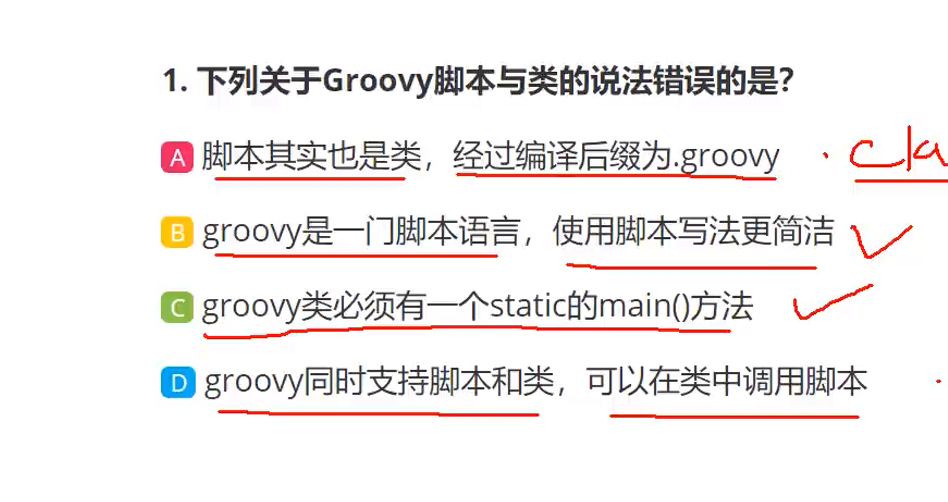 1. 下列关于Groovy脚本与类的说法错误的是?
A 脚本其实也是类，经过编译后缀为.groovy · cla
B groovy是一门脚本语言，使用脚本写法更简洁
C groovy类必须有一个static的main()方法
D groovy同时支持脚本和类，可以在类中调用脚本